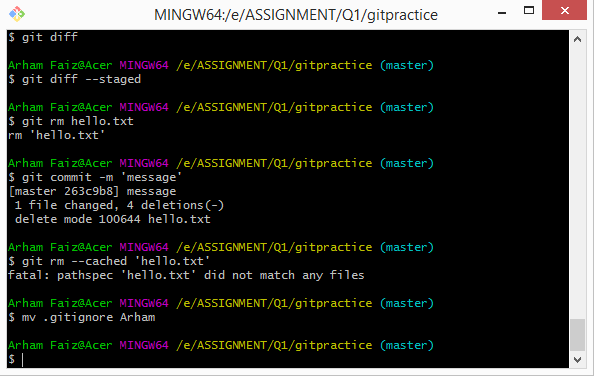 MINGW64:/e/ASSIGNMENT/Q1/gitpractice
$ git diff
Arham Faiz@Acer MINGW64 /e/ASSIGNMENT/Q1/gitpractice (master)
$ git diff --staged
Arham Faiz@Acer MINGW64 /e/ASSIGNMENT/Q1/gitpractice (master)
$ git rm hello.txt
rm 'hello.txt'
Arham Faiz@Acer MINGW64 /e/ASSIGNMENT/Q1/gitpractice (master)
$ git commit -m 'message'
[master 263c9b8] message
 1 file changed, 4 deletions(-)
 delete mode 100644 hello.txt
Arham Faiz@Acer MINGW64 /e/ASSIGNMENT/Q1/gitpractice (master)
$ git rm --cached 'hello.txt'
fatal: pathspec 'hello.txt' did not match any files
Arham Faiz@Acer MINGW64 /e/ASSIGNMENT/Q1/gitpractice (master)
$ mv .gitignore Arham
Arham Faiz@Acer MINGW64 /e/ASSIGNMENT/Q1/gitpractice (master)
$